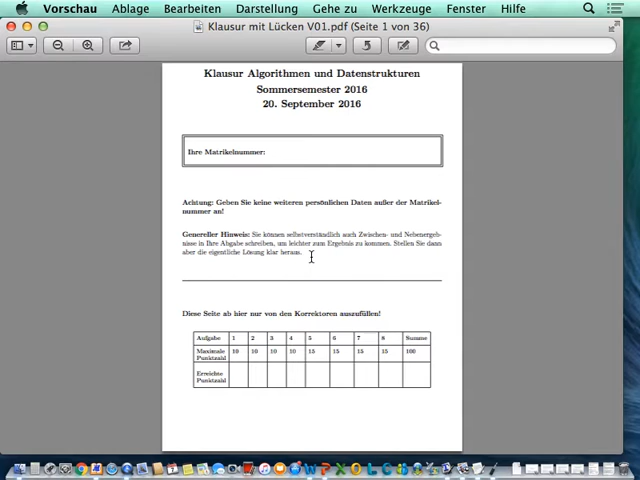 Vorschau Ablage Bearbeiten Darstellung Gehe zu Werkzeuge Fenster Hilfe
Klausur mit Lücken V01.pdf (Seite 1 von 36)
Klausur Algorithmen und Datenstrukturen
Sommersemester 2016
20. September 2016
Ihre Matrikelnummer:
Achtung: Geben Sie keine weiteren persönlichen Daten außer der Matrikel-
nummer an!
Genereller Hinweis: Sie können selbstverständlich auch Zwischen- und Nebenergeb-
nisse in Ihre Abgabe schreiben, um leichter zum Ergebnis zu kommen. Stellen Sie dann
aber die eigentliche Lösung klar heraus.
Diese Seite ab hier nur von den Korrektoren auszufüllen!
Aufgabe 1 2 3 4 5 6 7 8 Summe
Maximale Punktzahl 10 10 10 10 15 15 15 15 100
Erreichte Punktzahl